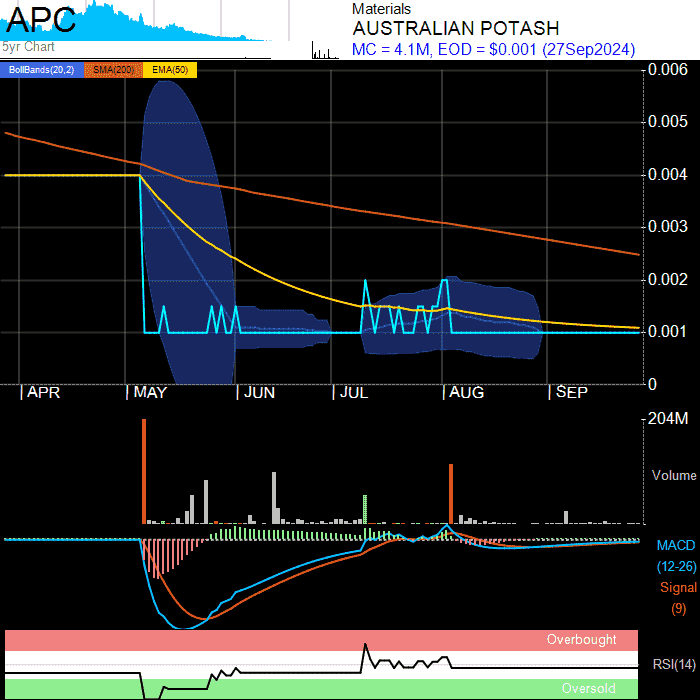 APC
5yr Chart
Materials
AUSTRALIAN POTASH
MC = 4.1M, EOD = $0.001 (27Sep2024)
BollBands(20,2) SMA(200) EMA(50)
0.006
0.005
0.004
0.003
0.002
0.001
0
APR MAY JUN JUL AUG SEP
204M
Volume
MACD
(12-26)
Signal
(9)
Overbought
RSI(14)
Oversold